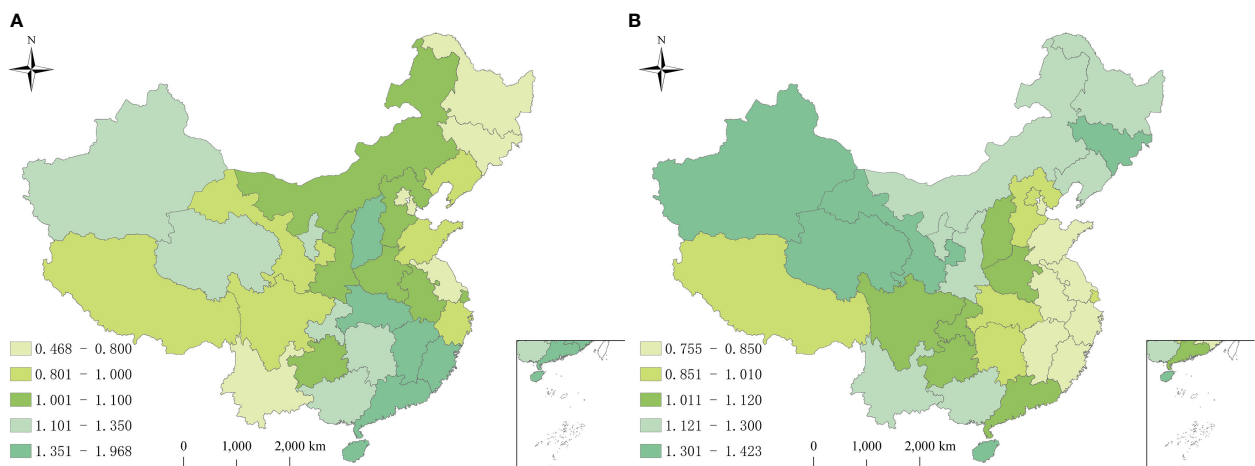 A
N
0.468 - 0.800
0.801 - 1.000
1.001 - 1.100
1.101 - 1.350
1.351 - 1.968
0 1,000 2,000 km
B
N
0.755 - 0.850
0.851 - 1.010
1.011 - 1.120
1.121 - 1.300
1.301 - 1.423
0 1,000 2,000 km